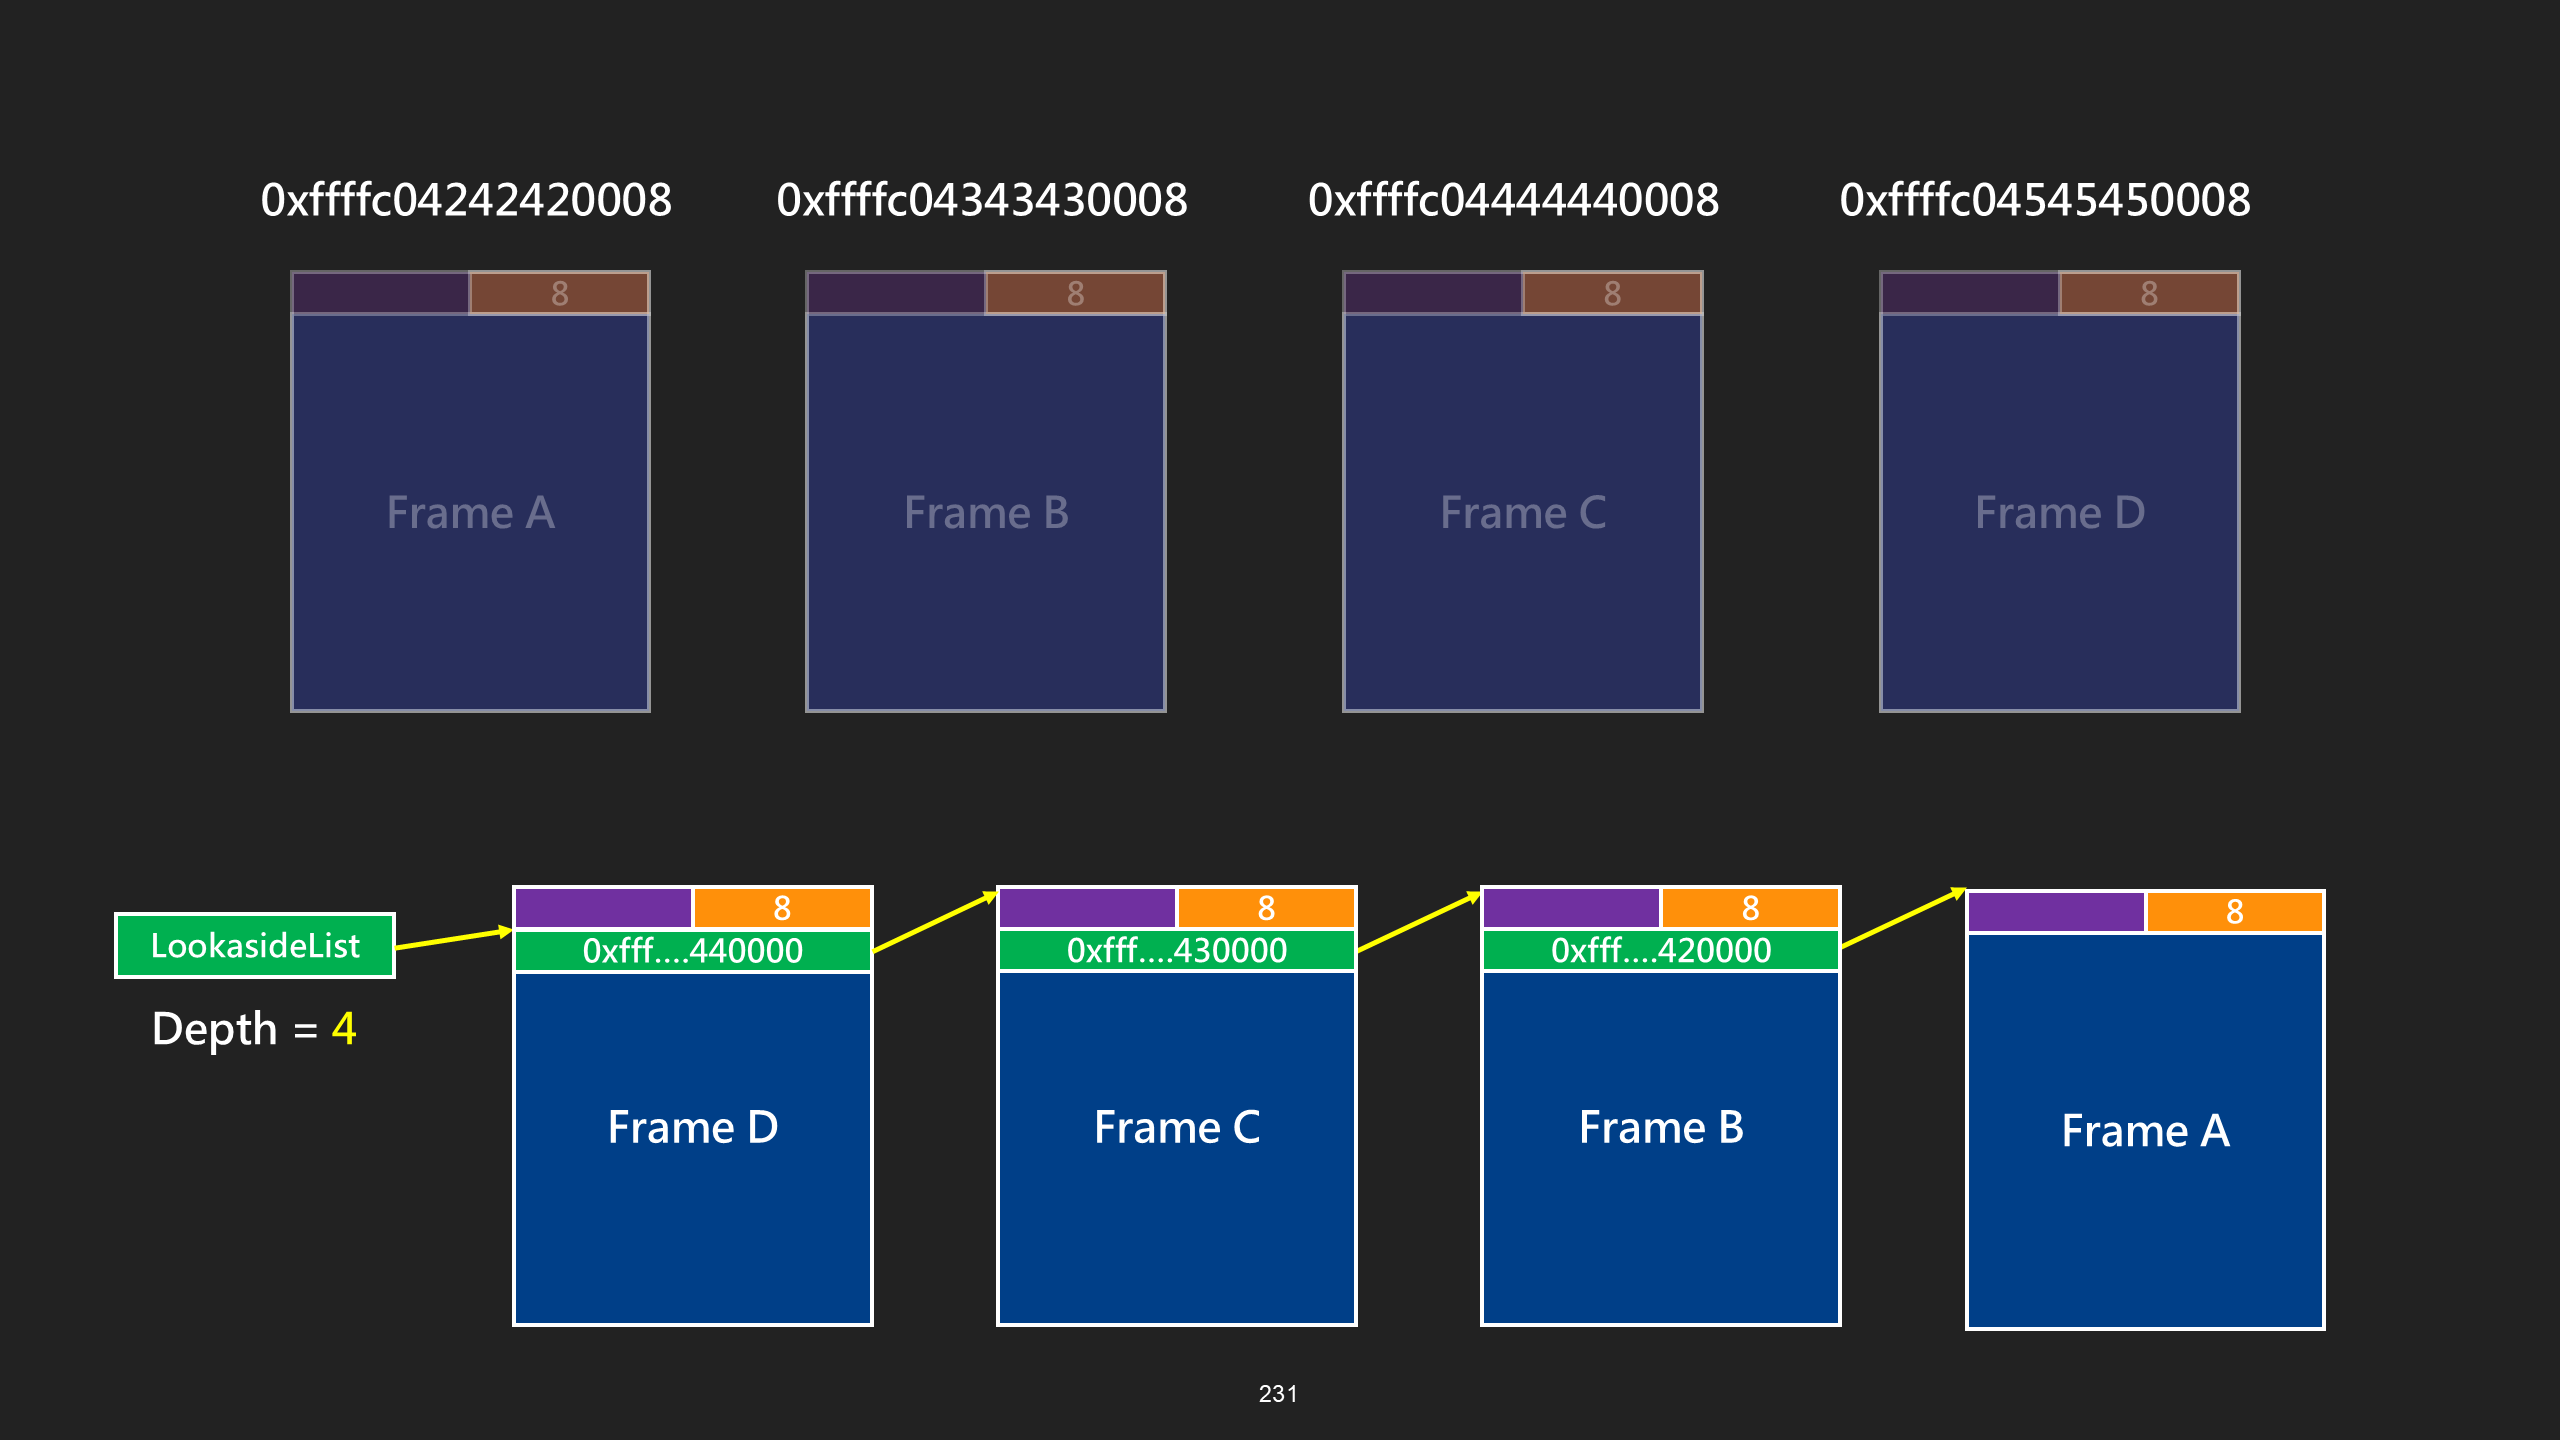 0xffffc04242420008
0xffffc04343430008
0xffffc04444440008
0xffffc04545450008
8
8
8
8
Frame A
Frame B
Frame C
Frame D
LookasideList
Depth = 4
8
0xfff....440000
Frame D
8
0xfff....430000
Frame C
8
0xfff....420000
Frame B
8
Frame A
231